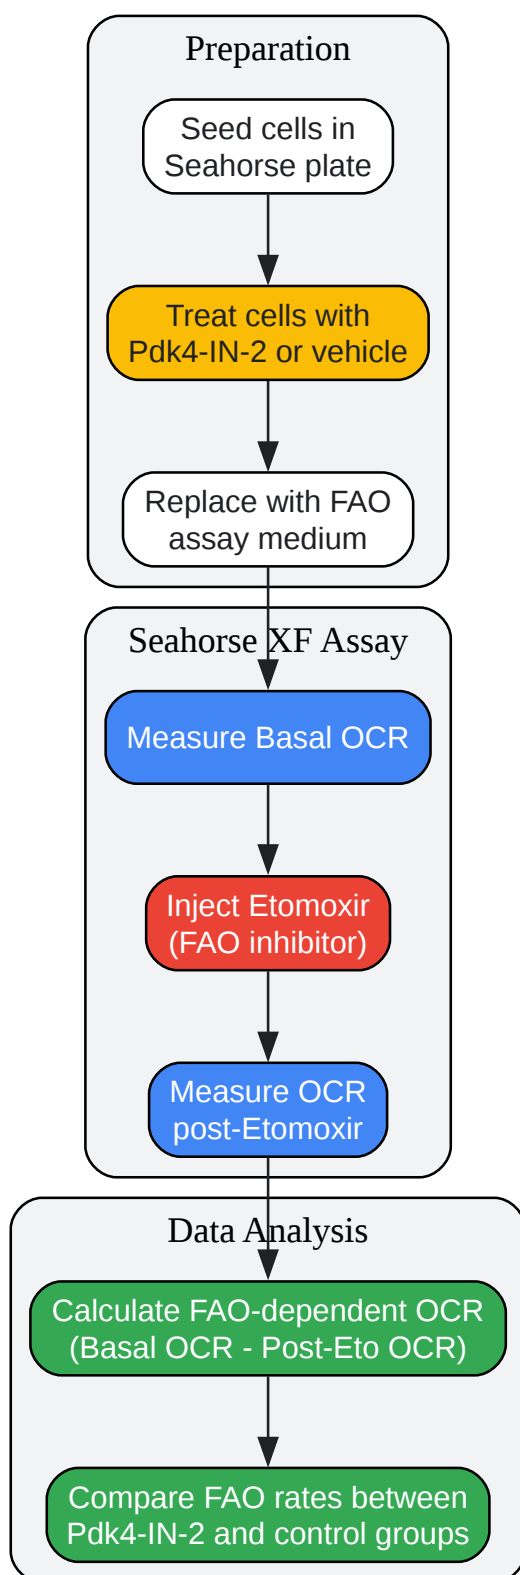 Preparation
Seed cells in
Seahorse plate
Treat cells with
Pdk4-IN-2 or vehicle
Replace with FAO
assay medium
Seahorse XF Assay
Measure Basal OCR
Inject Etomoxir
(FAO inhibitor)
Measure OCR
post-Etomoxir
Data Analysis
Calculate FAO-dependent OCR
(Basal OCR - Post-Eto OCR)
Compare FAO rates between
Pdk4-IN-2 and control groups